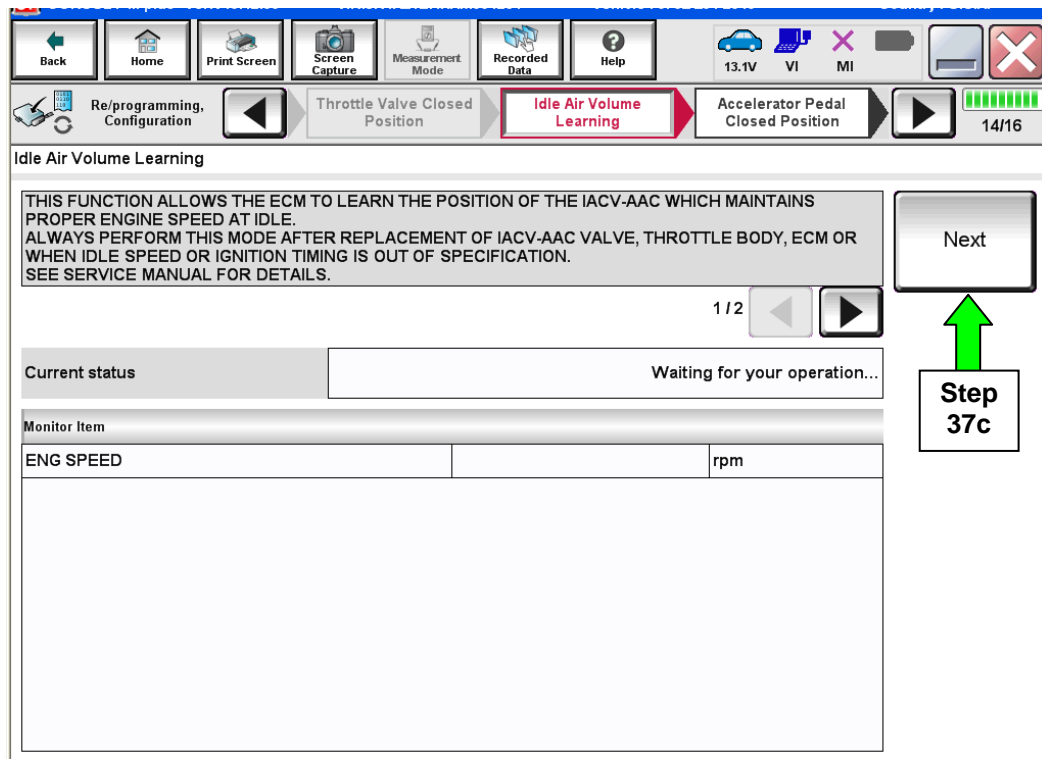 Back
Home
Print Screen
Screen
Capture
Measurement
Mode
Recorded
Data
Help
13.1V
VI
MI
Re/programming,
Configuration
Throttle Valve Closed
Position
Idle Air Volume
Learning
Accelerator Pedal
Closed Position
14/16
Idle Air Volume Learning
THIS FUNCTION ALLOWS THE ECM TO LEARN THE POSITION OF THE IACV-AAC WHICH MAINTAINS
PROPER ENGINE SPEED AT IDLE.
ALWAYS PERFORM THIS MODE AFTER REPLACEMENT OF IACV-AAC VALVE, THROTTLE BODY, ECM OR
WHEN IDLE SPEED OR IGNITION TIMING IS OUT OF SPECIFICATION.
SEE SERVICE MANUAL FOR DETAILS.
Next
1 / 2
Current status
Waiting for your operation...
Step
37c
Monitor Item
ENG SPEED
rpm